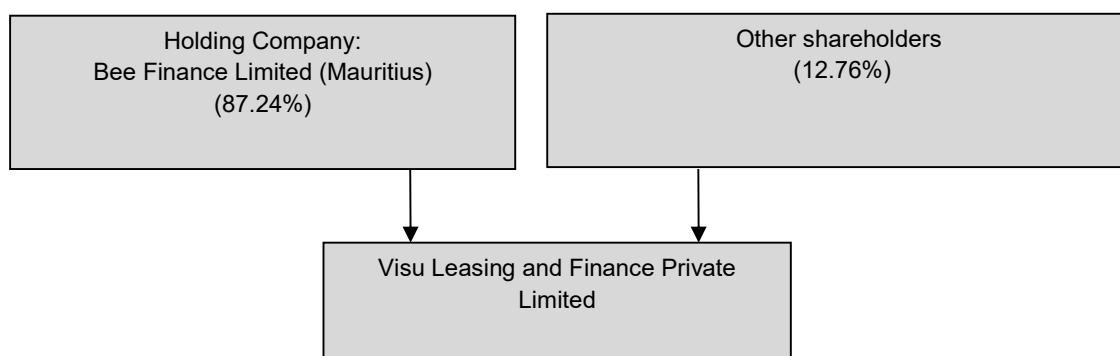 Holding Company:
Bee Finance Limited (Mauritius)
(87.24%)
Other shareholders
(12.76%)
Visu Leasing and Finance Private
Limited